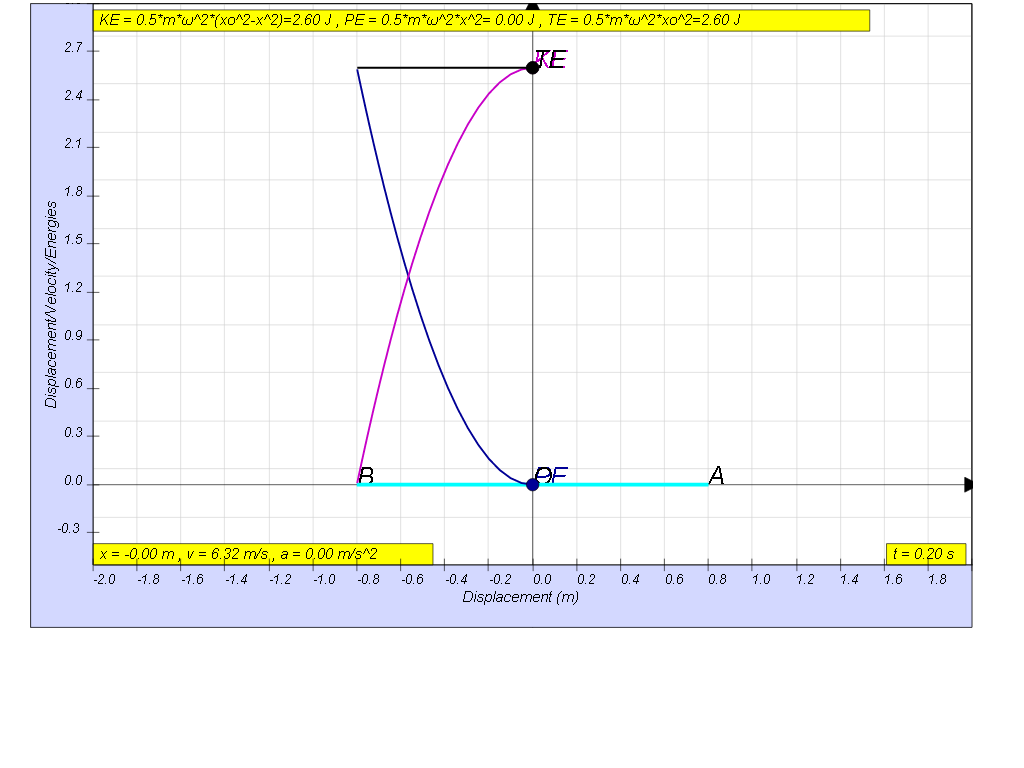 KE = 0.5*m*ω^2*(xo^2-x^2)=2.60 J , PE = 0.5*m*ω^2*x^2= 0.00 J , TE = 0.5*m*ω^2*xo^2=2.60 J
2.7
KE
TE
2.4
2.1
1.8
1.5
1.2
0.9
0.6
0.3
0.0
-0.3
Displacement/Velocity/Energies
B
O
PE
A
x = -0.00 m , v = 6.32 m/s , a = 0.00 m/s^2
t = 0.20 s
-2.0 -1.8 -1.6 -1.4 -1.2 -1.0 -0.8 -0.6 -0.4 -0.2 0.0 0.2 0.4 0.6 0.8 1.0 1.2 1.4 1.6 1.8
Displacement (m)